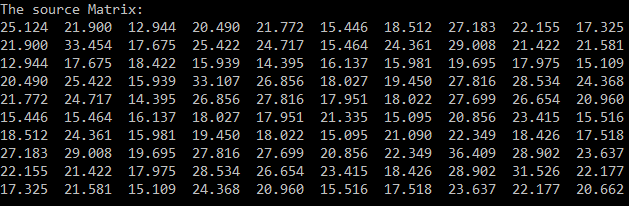 The source Matrix:
25.124 21.900 12.944 20.490 21.772 15.446 18.512 27.183 22.155 17.325
21.900 33.454 17.675 25.422 24.717 15.464 24.361 29.008 21.422 21.581
12.944 17.675 18.422 15.939 14.395 16.137 15.981 19.695 17.975 15.109
20.490 25.422 15.939 33.107 26.856 18.027 19.450 27.816 28.534 24.368
21.772 24.717 14.395 26.856 27.816 17.951 18.022 27.699 26.654 20.960
15.446 15.464 16.137 18.027 17.951 21.335 15.095 20.856 23.415 15.516
18.512 24.361 15.981 19.450 18.022 15.095 21.090 22.349 18.426 17.518
27.183 29.008 19.695 27.816 27.699 20.856 22.349 36.409 28.902 23.637
22.155 21.422 17.975 28.534 26.654 23.415 18.426 28.902 31.526 22.177
17.325 21.581 15.109 24.368 20.960 15.516 17.518 23.637 22.177 20.662